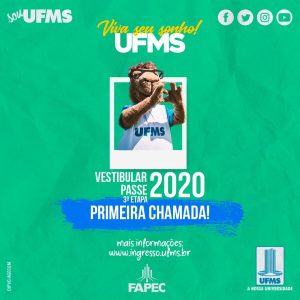 sou UFMS
Viva seu sonho!
UFMS
UFMS
VESTIBULAR
PASSE
3ª ETAPA
2020
PRIMEIRA CHAMADA!
mais informações:
www.ingresso.ufms.br
FAPEC
UFMS
A NOSSA UNIVERSIDADE